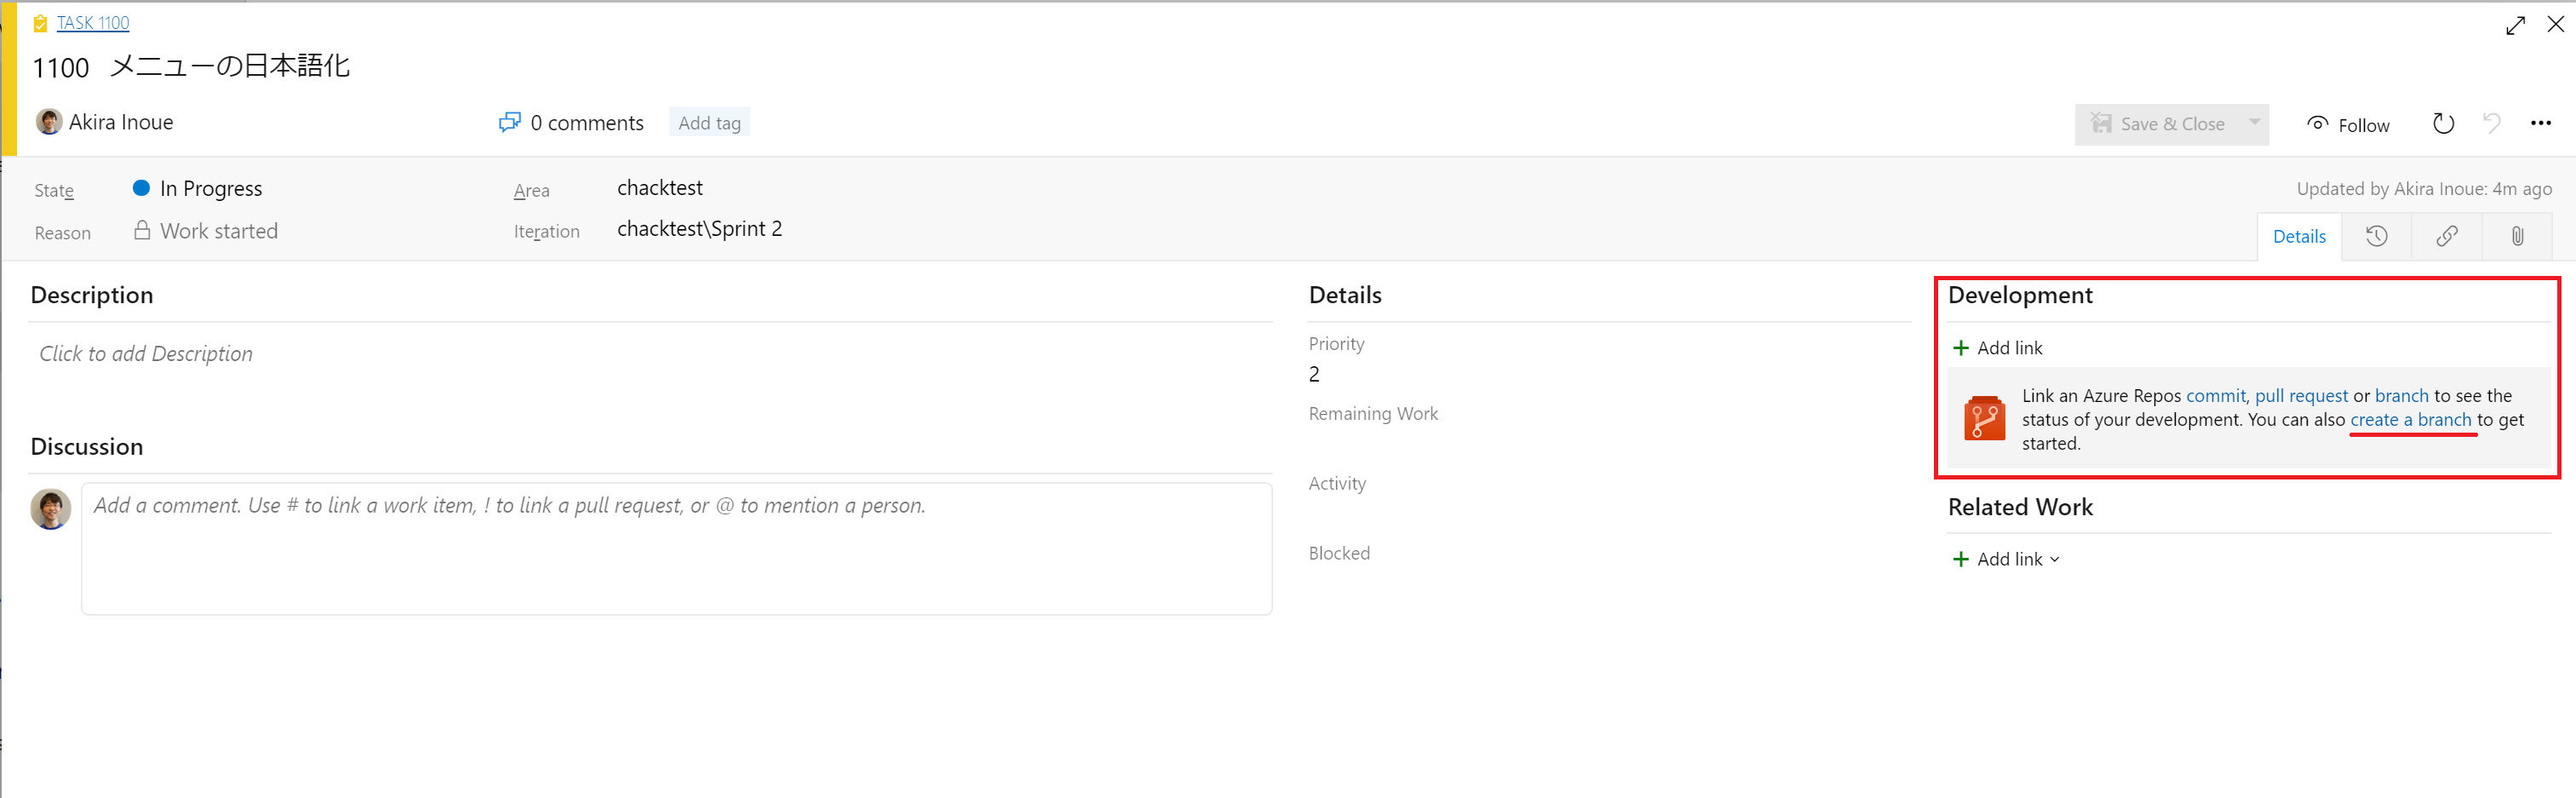 TASK 1100
1100 メニューの日本語化
Akira Inoue
0 comments
Add tag
Save & Close
Follow
State
In Progress
Area
chacktest
Updated by Akira Inoue: 4m ago
Reason
Work started
Iteration
chacktest\Sprint 2
Details
Description
Click to add Description
Discussion
Add a comment. Use # to link a work item, ! to link a pull request, or @ to mention a person.
Details
Priority
2
Remaining Work
Activity
Blocked
Development
Add link
Link an Azure Repos commit, pull request or branch to see the
status of your development. You can also create a branch to get
started.
Related Work
Add link